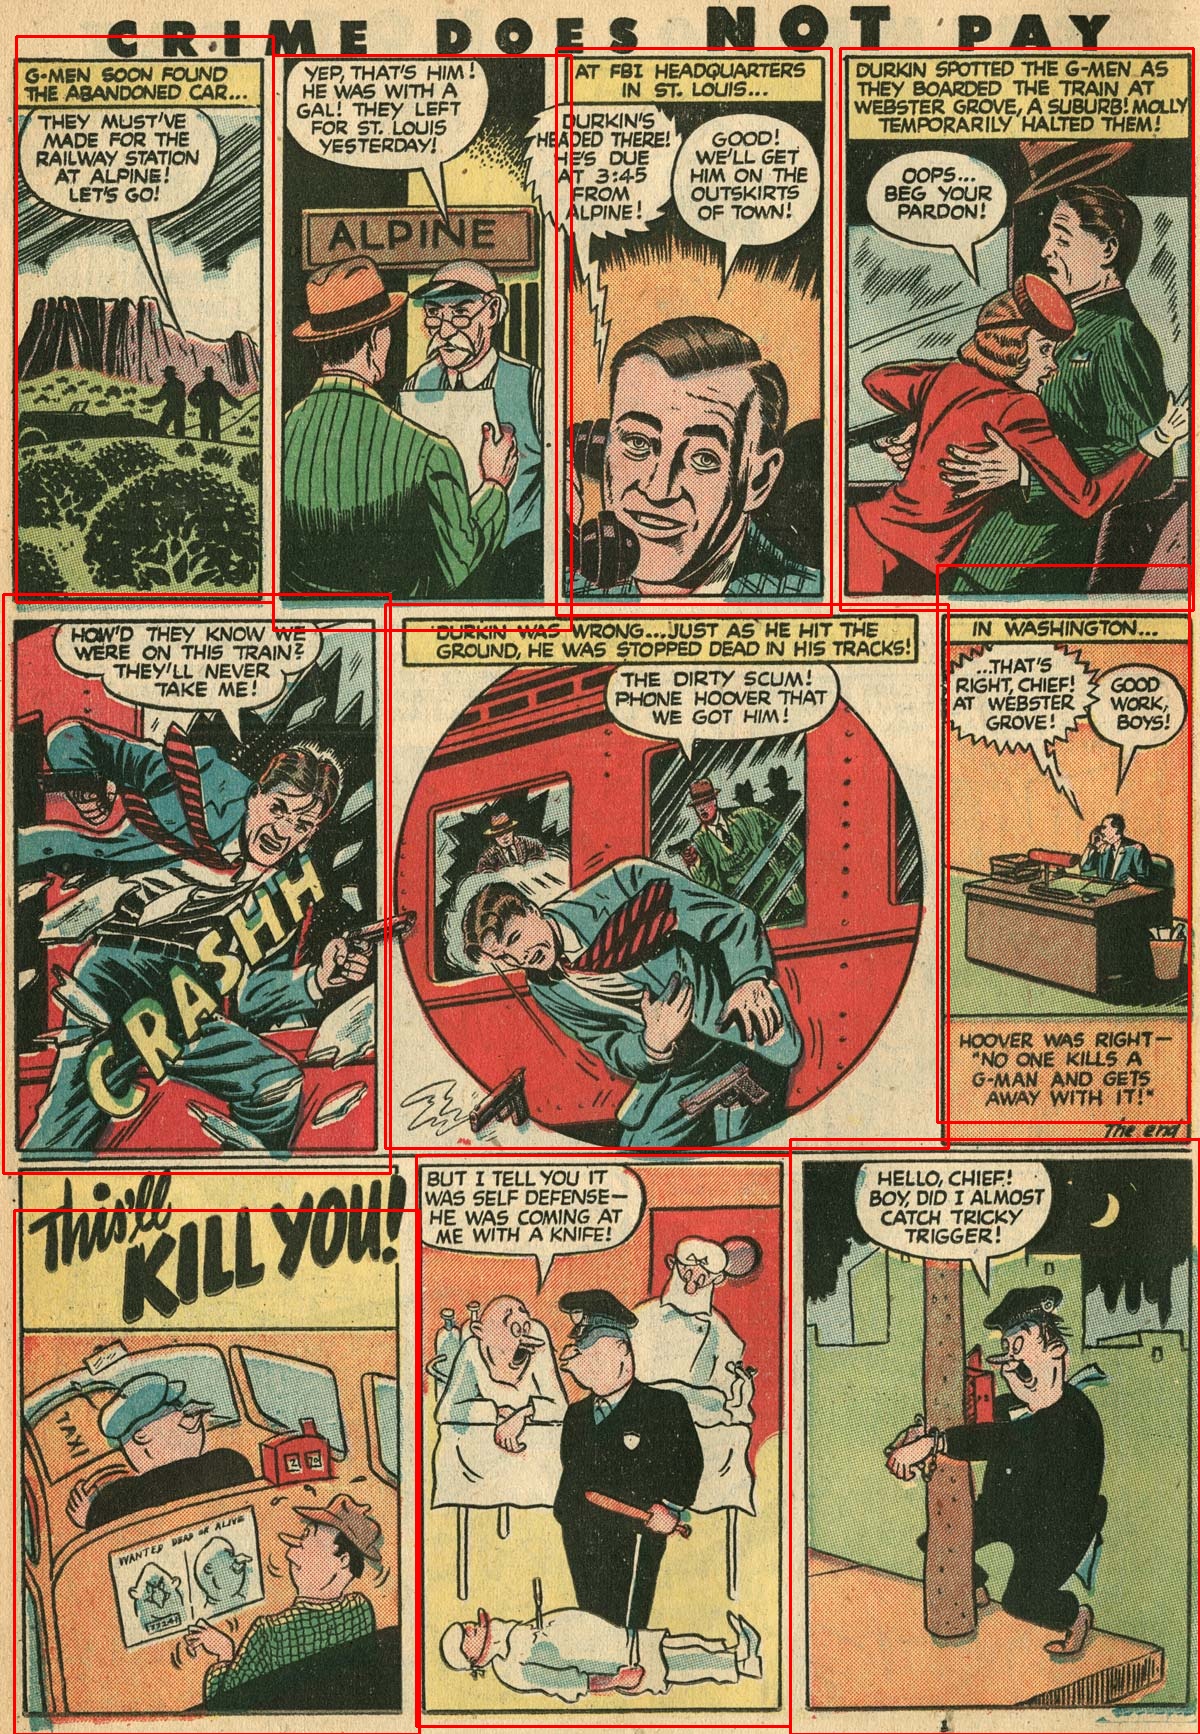 CRIME DOES NOT PAY
G-MEN SOON FOUND
THE ABANDONED CAR...
THEY MUST'VE
MADE FOR THE
RAILWAY STATION
AT ALPINE!
LET'S GO!
YEP, THAT'S HIM!
HE WAS WITH A
GAL! THEY LEFT
FOR ST. LOUIS
YESTERDAY!
ALPINE
AT FBI HEADQUARTERS
IN ST. LOUIS...
DURKIN'S
HEADED THERE!
HE'S DUE
AT 3:45
FROM
ALPINE!
GOOD!
WE'LL GET
HIM ON THE
OUTSKIRTS
OF TOWN!
DURKIN SPOTTED THE G-MEN AS
THEY BOARDED THE TRAIN AT
WEBSTER GROVE, A SUBURB! MOLLY
TEMPORARILY HALTED THEM!
OOPS...
BEG YOUR
PARDON!
HOW'D THEY KNOW WE
WERE ON THIS TRAIN?
THEY'LL NEVER
TAKE ME!
CRASHH
DURKIN WAS WRONG...JUST AS HE HIT THE
GROUND, HE WAS STOPPED DEAD IN HIS TRACKS!
THE DIRTY SCUM!
PHONE HOOVER THAT
WE GOT HIM!
IN WASHINGTON...
...THAT'S
RIGHT, CHIEF!
AT WEBSTER
GROVE!
GOOD
WORK,
BOYS!
HOOVER WAS RIGHT—
"NO ONE KILLS A
G-MAN AND GETS
AWAY WITH IT!"
The end
This'll
KILL YOU!
TAXI
2 20
WANTED DEAD OR ALIVE
77241
BUT I TELL YOU IT
WAS SELF DEFENSE—
HE WAS COMING AT
ME WITH A KNIFE!
HELLO, CHIEF!
BOY, DID I ALMOST
CATCH TRICKY
TRIGGER!